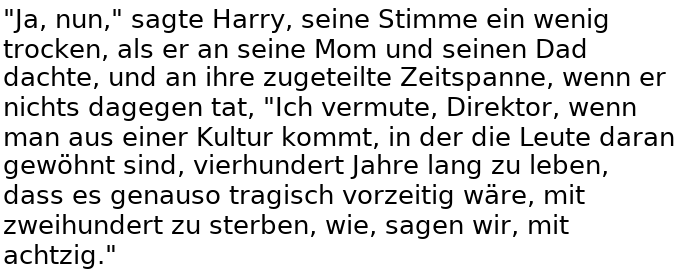 "Ja, nun," sagte Harry, seine Stimme ein wenig
trocken, als er an seine Mom und seinen Dad
dachte, und an ihre zugeteilte Zeitspanne, wenn er
nichts dagegen tat, "Ich vermute, Direktor, wenn
man aus einer Kultur kommt, in der die Leute daran
gewöhnt sind, vierhundert Jahre lang zu leben,
dass es genauso tragisch vorzeitig wäre, mit
zweihundert zu sterben, wie, sagen wir, mit
achtzig."